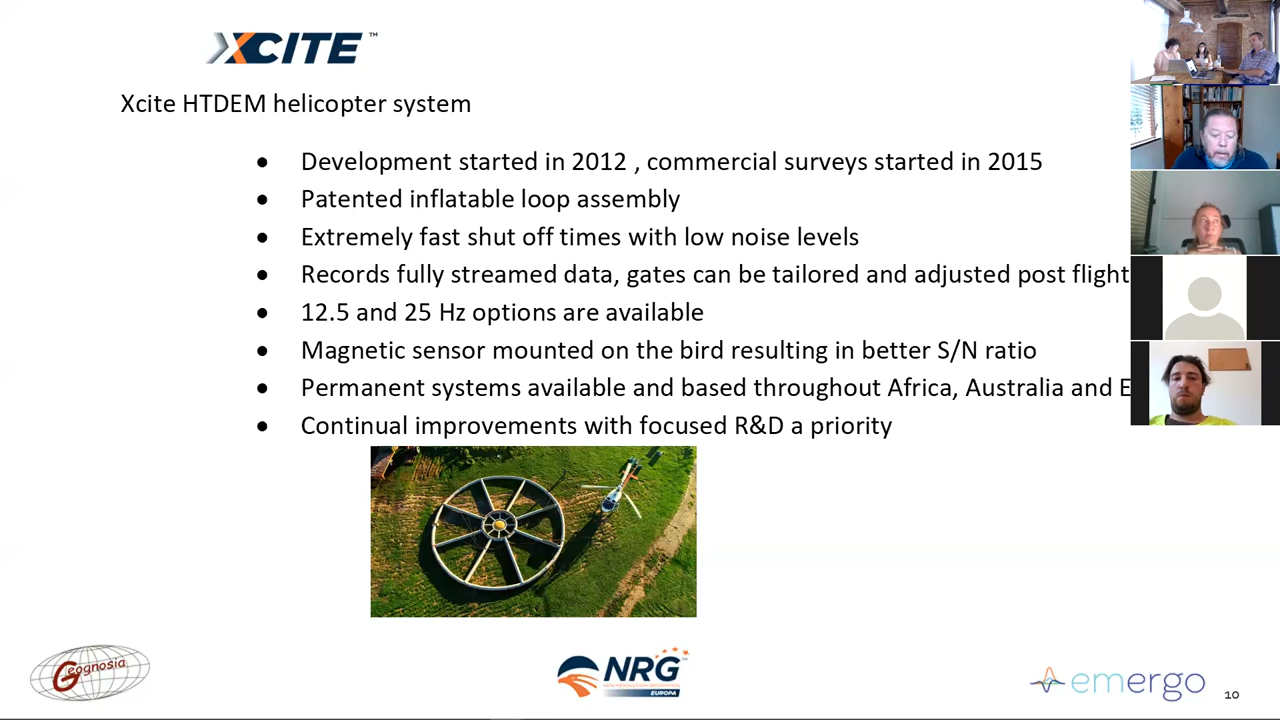 XCITE™
Xcite HTDEM helicopter system
• Development started in 2012 , commercial surveys started in 2015
• Patented inflatable loop assembly
• Extremely fast shut off times with low noise levels
• Records fully streamed data, gates can be tailored and adjusted post flight
• 12.5 and 25 Hz options are available
• Magnetic sensor mounted on the bird resulting in better S/N ratio
• Permanent systems available and based throughout Africa, Australia and E
• Continual improvements with focused R&D a priority
Geognosia
NRG
EUROPA
emergo
10